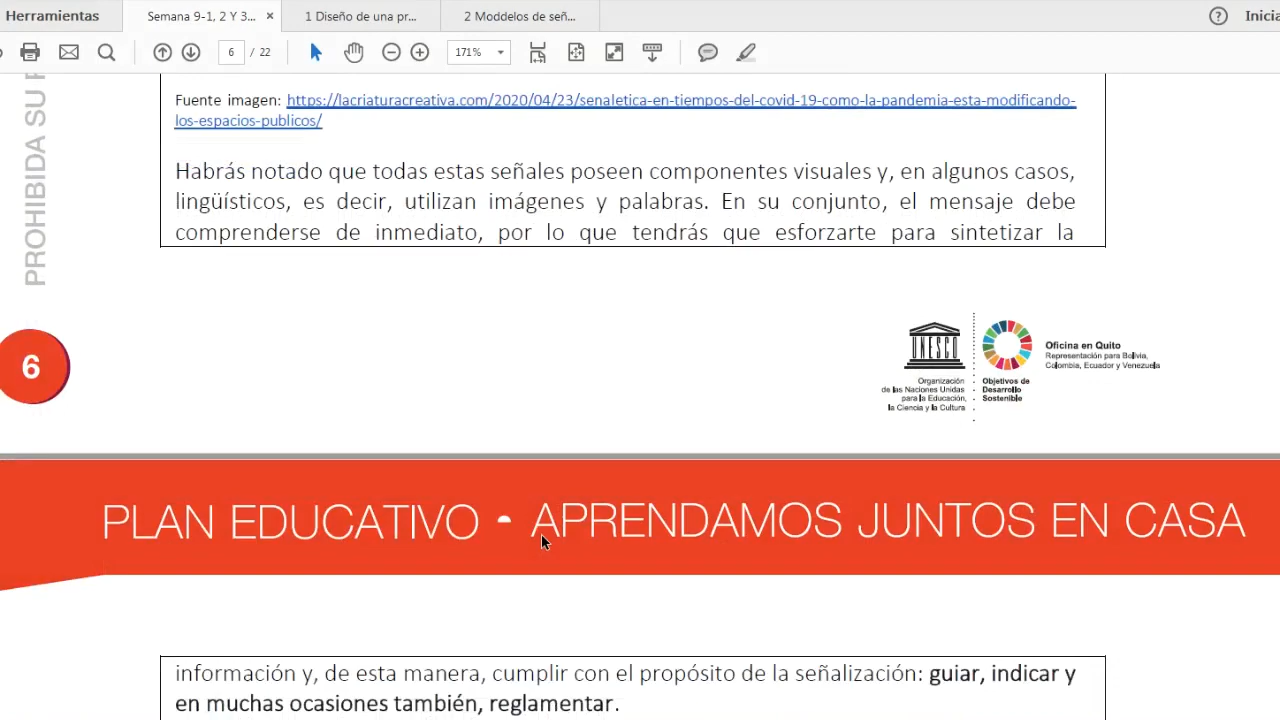 Herramientas
Semana 9-1, 2 Y 3...
1 Diseño de una pr...
2 Moddelos de señ...
Inicia
6 / 22
171%
PROHIBIDA SU
Fuente imagen: https://lacriaturacreativa.com/2020/04/23/senaletica-en-tiempos-del-covid-19-como-la-pandemia-esta-modificando-
los-espacios-publicos/
Habrás notado que todas estas señales poseen componentes visuales y, en algunos casos,
lingüísticos, es decir, utilizan imágenes y palabras. En su conjunto, el mensaje debe
comprenderse de inmediato, por lo que tendrás que esforzarte para sintetizar la
6
UNESCO
Organización
de las Naciones Unidas
para la Educación,
la Ciencia y la Cultura
Objetivos de
Desarrollo
Sostenible
Oficina en Quito
Representación para Bolivia,
Colombia, Ecuador y Venezuela
PLAN EDUCATIVO • APRENDAMOS JUNTOS EN CASA
información y, de esta manera, cumplir con el propósito de la señalización: guiar, indicar y
en muchas ocasiones también, reglamentar.